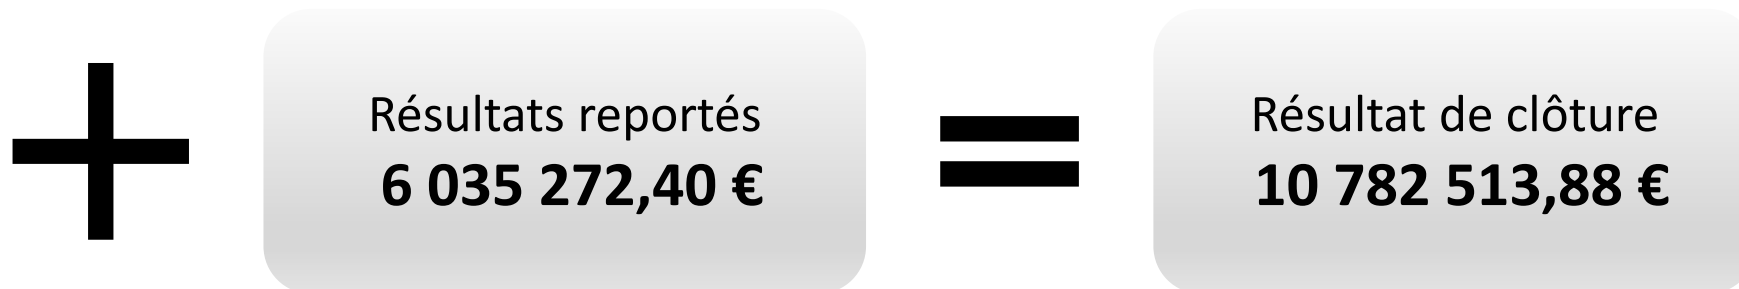 +
Résultats reportés
6 035 272,40 €
=
Résultat de clôture
10 782 513,88 €